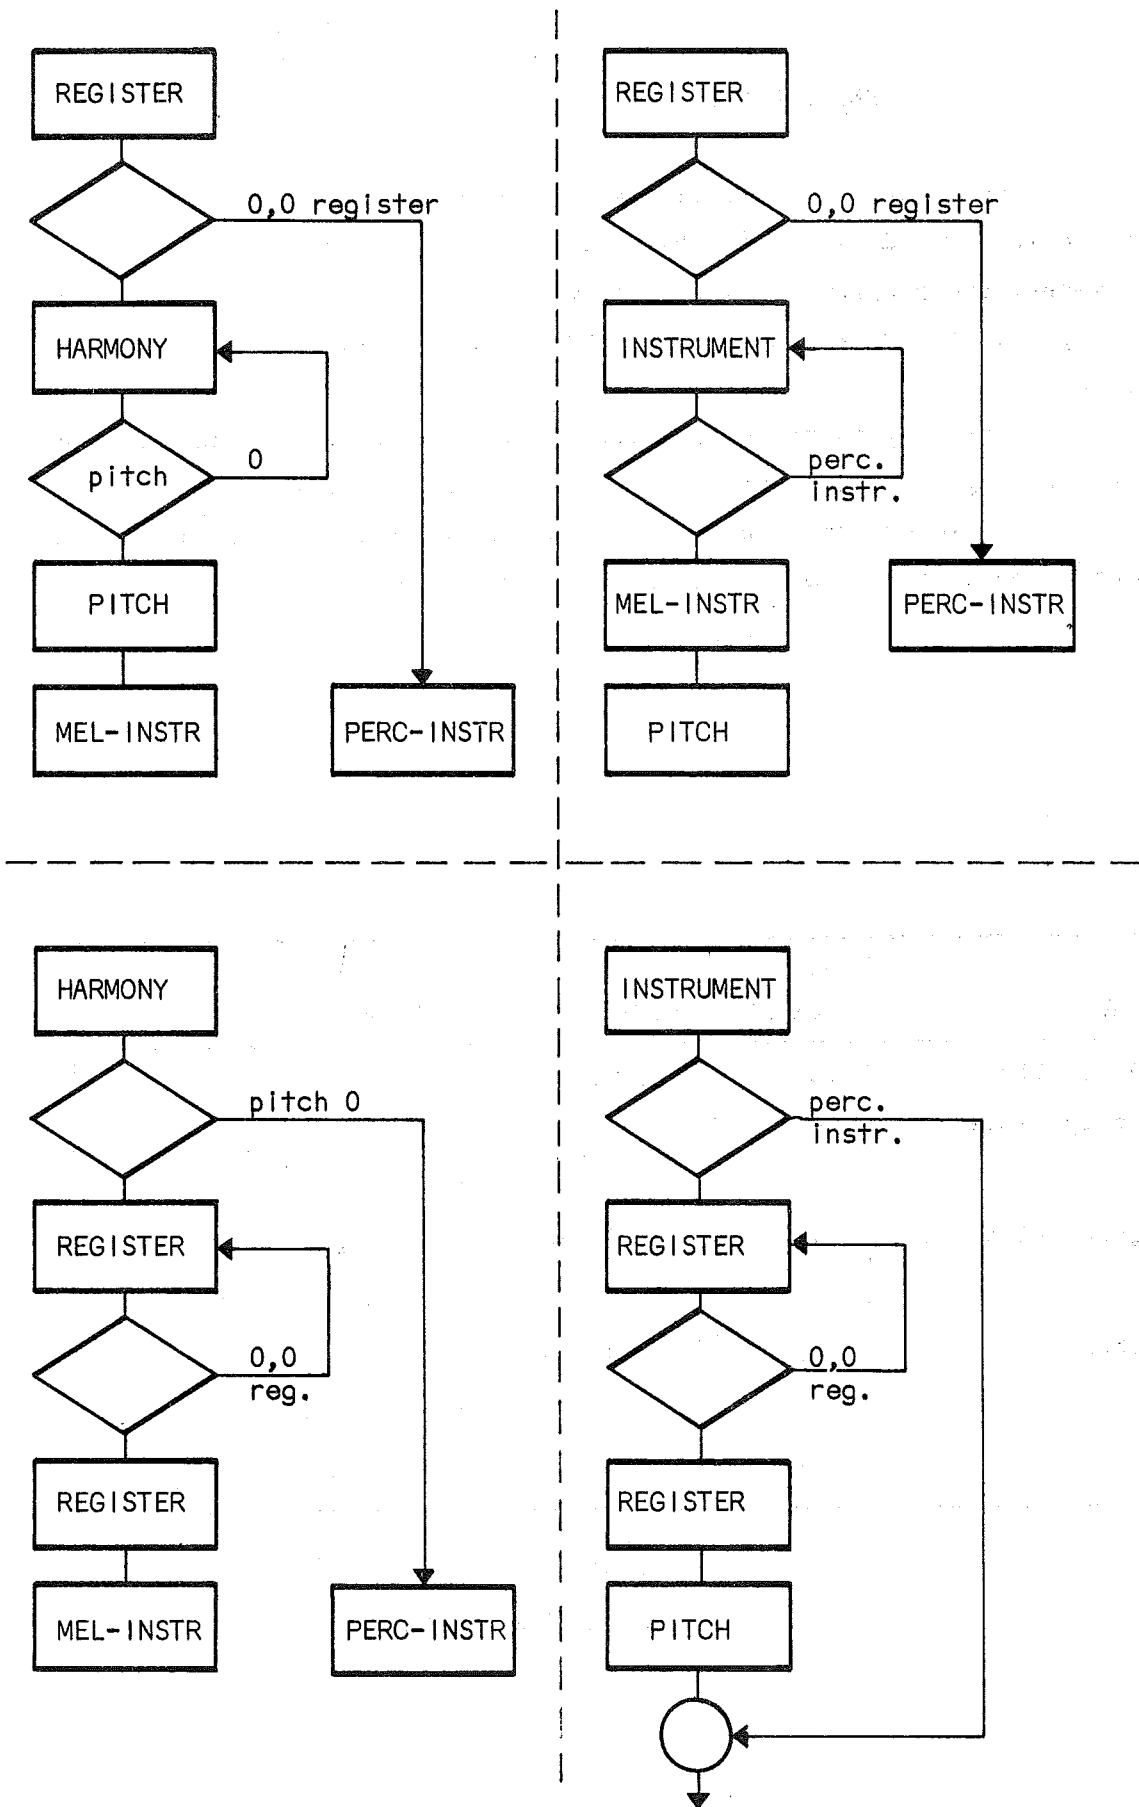 REGISTER
0,0 register
HARMONY
pitch
0
PITCH
MEL-INSTR
PERC-INSTR
REGISTER
0,0 register
INSTRUMENT
perc.
instr.
MEL-INSTR
PERC-INSTR
PITCH
HARMONY
pitch 0
REGISTER
0,0
reg.
REGISTER
MEL-INSTR
PERC-INSTR
INSTRUMENT
perc.
instr.
REGISTER
0,0
reg.
REGISTER
PITCH